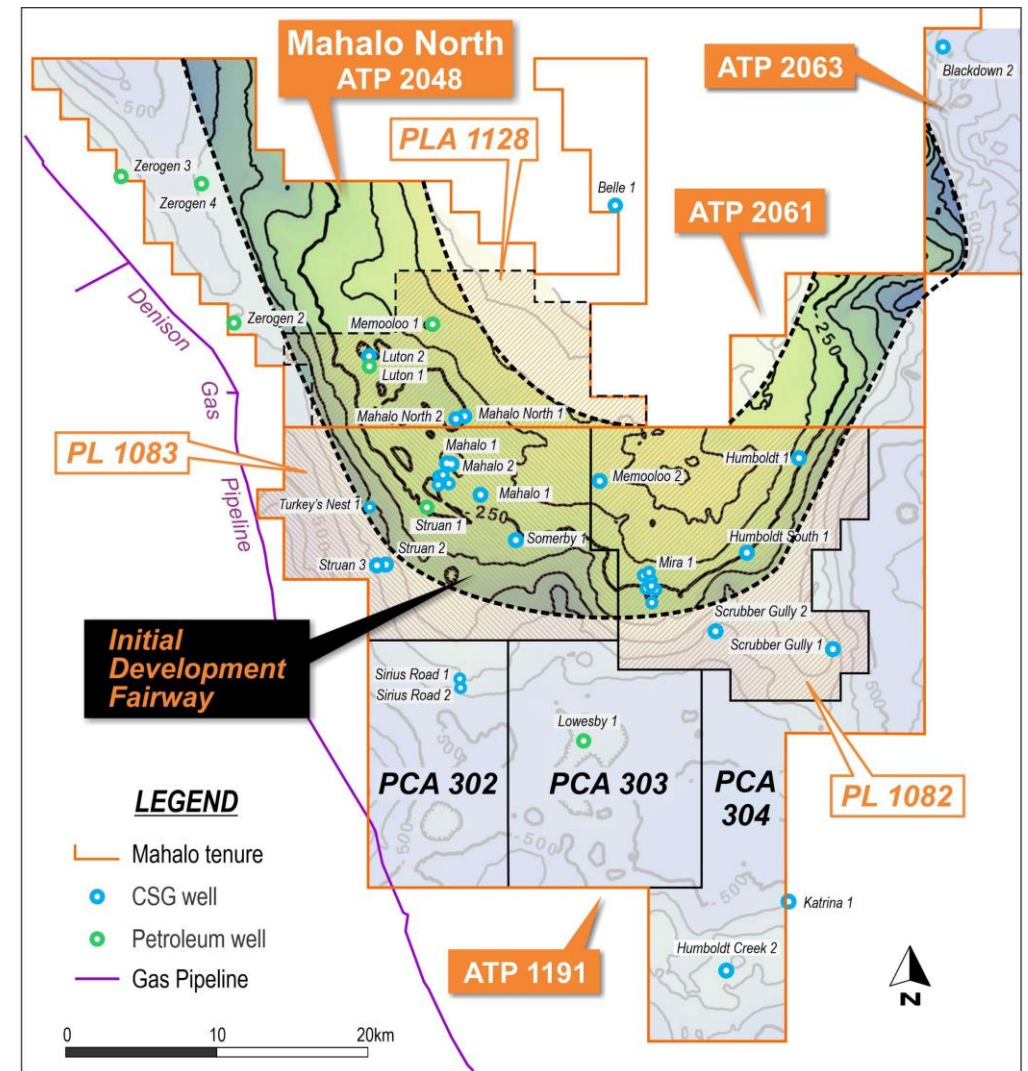 Mahalo North
ATP 2048
ATP 2063
Blackdown 2
-500
-500
PLA 1128
Zerogen 3
Zerogen 4
Belle 1
ATP 2061
Denison
Gas
Pipeline
Zerogen 2
Memooloo 1
-250
Luton 2
Luton 1
Mahalo North 2
Mahalo North 1
PL 1083
Mahalo 1
Mahalo 2
Humboldt 1
Memooloo 2
Mahalo 1
Turkey's Nest 1
Struan 1
-250
Somerby 1
Humboldt South 1
Struan 2
Struan 3
Mira 1
Initial
Development
Fairway
Scrubber Gully 2
Scrubber Gully 1
Sirius Road 1
Sirius Road 2
Lowesby 1
PCA 302
PCA 303
PCA
304
PL 1082
-500
-500
LEGEND
Mahalo tenure
CSG well
Petroleum well
Gas Pipeline
Katrina 1
Humboldt Creek 2
ATP 1191
N
0 10 20km